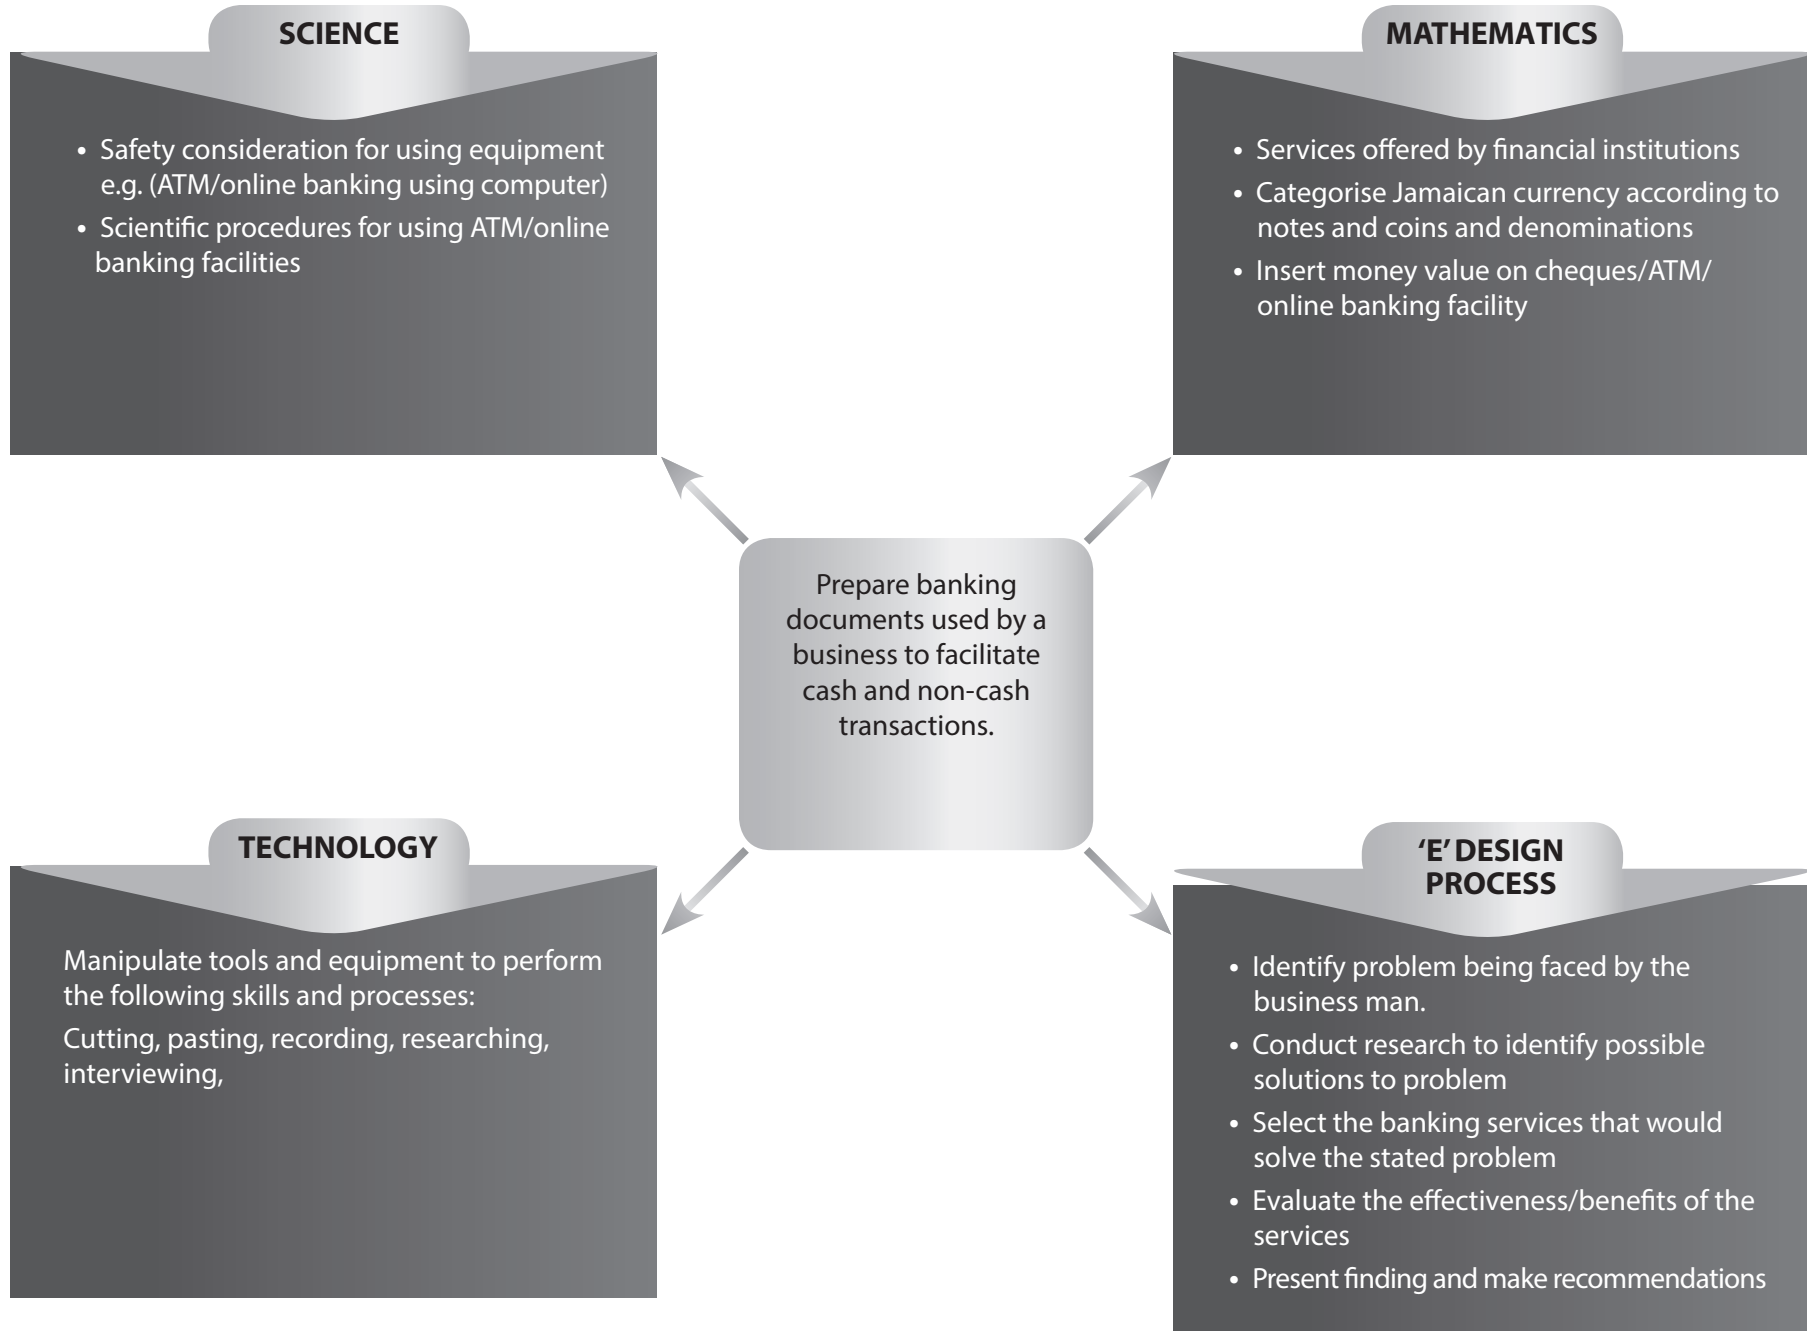 SCIENCE
• Safety consideration for using equipment
e.g. (ATM/online banking using computer)
• Scientific procedures for using ATM/online
banking facilities
MATHEMATICS
• Services offered by financial institutions
• Categorise Jamaican currency according to
notes and coins and denominations
• Insert money value on cheques/ATM/
online banking facility
Prepare banking
documents used by a
business to facilitate
cash and non-cash
transactions.
TECHNOLOGY
Manipulate tools and equipment to perform
the following skills and processes:
Cutting, pasting, recording, researching,
interviewing,
‘E’ DESIGN
PROCESS
• Identify problem being faced by the
business man.
• Conduct research to identify possible
solutions to problem
• Select the banking services that would
solve the stated problem
• Evaluate the effectiveness/benefits of the
services
• Present finding and make recommendations